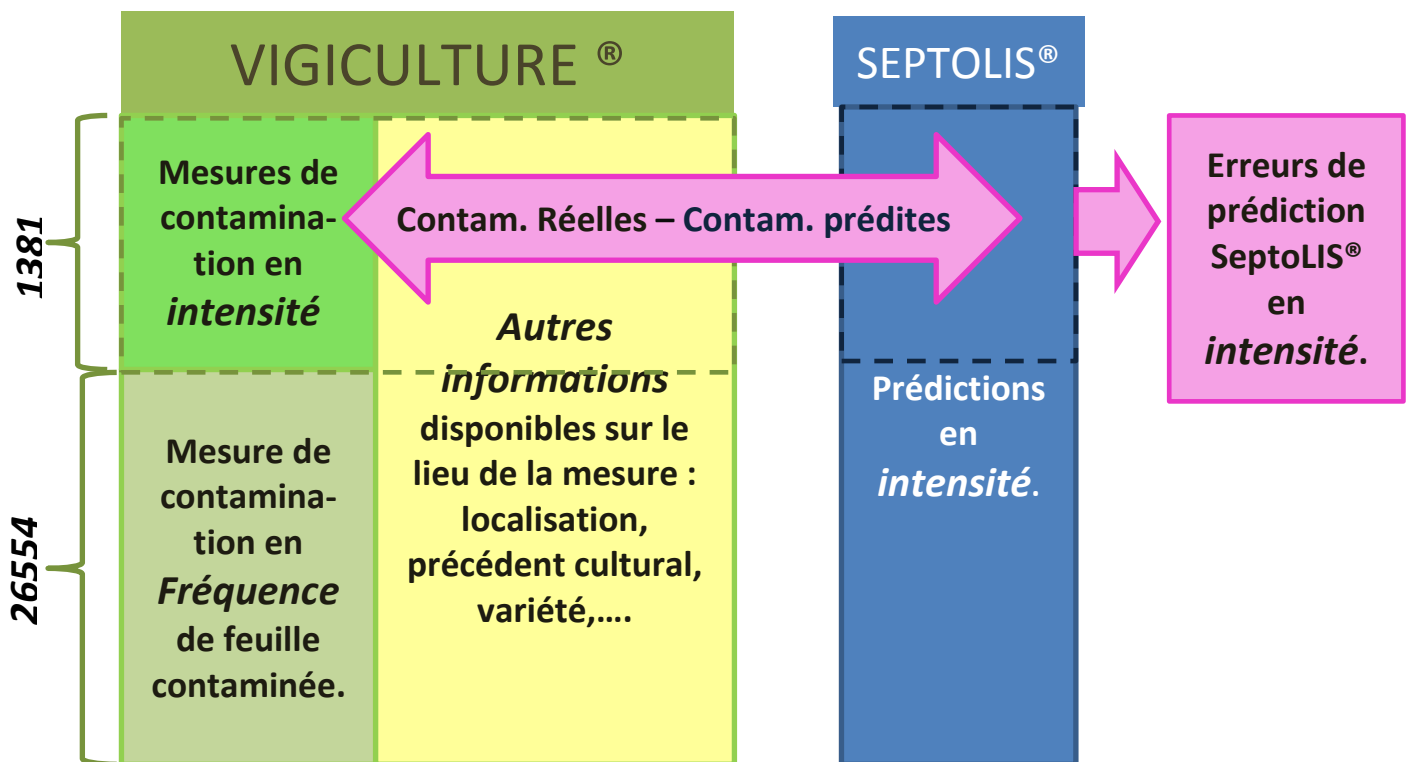 VIGICULTURE ®
SEPTOLIS®
1381
Mesures de
contamina-
tion en
intensité
Contam. Réelles – Contam. prédites
Erreurs de
prédiction
SeptoLIS®
en
intensité.
Autres
informations
disponibles sur le
lieu de la mesure :
localisation,
précédent cultural,
variété,....
Prédictions
en
intensité.
26554
Mesure de
contamina-
tion en
Fréquence
de feuille
contaminée.